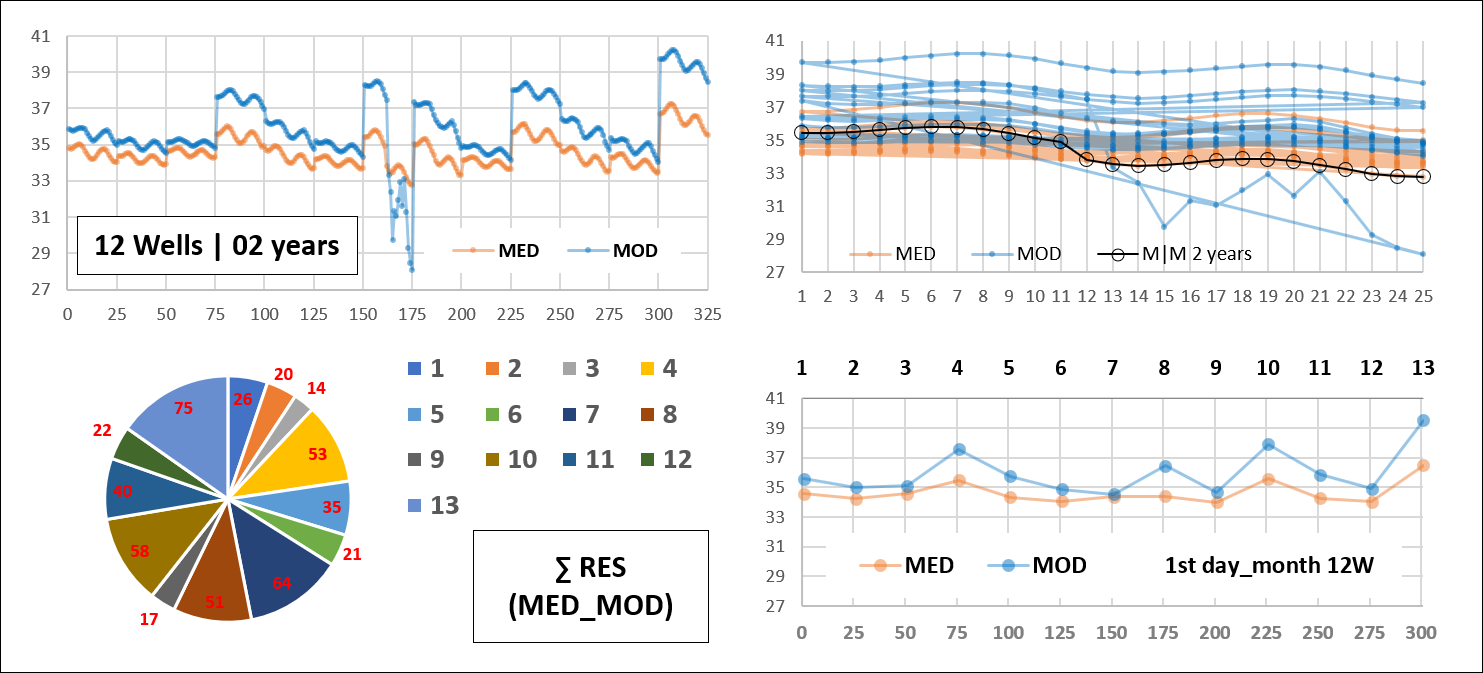 41
39
37
35
33
31
29
27
0 25 50 75 100 125 150 175 200 225 250 275 300 325
12 Wells | 02 years
MED MOD
41
39
37
35
33
31
29
27
MED MOD M|M 2 years
1 2 3 4 5 6 7 8 9 10 11 12 13 14 15 16 17 18 19 20 21 22 23 24 25
26
20
14
53
35
21
64
51
17
58
40
22
75
1 2 3 4
5 6 7 8
9 10 11 12
13
∑ RES
(MED_MOD)
1 2 3 4 5 6 7 8 9 10 11 12 13
41
39
37
35
33
31
29
27
MED MOD 1st day_month 12W
0 25 50 75 100 125 150 175 200 225 250 275 300